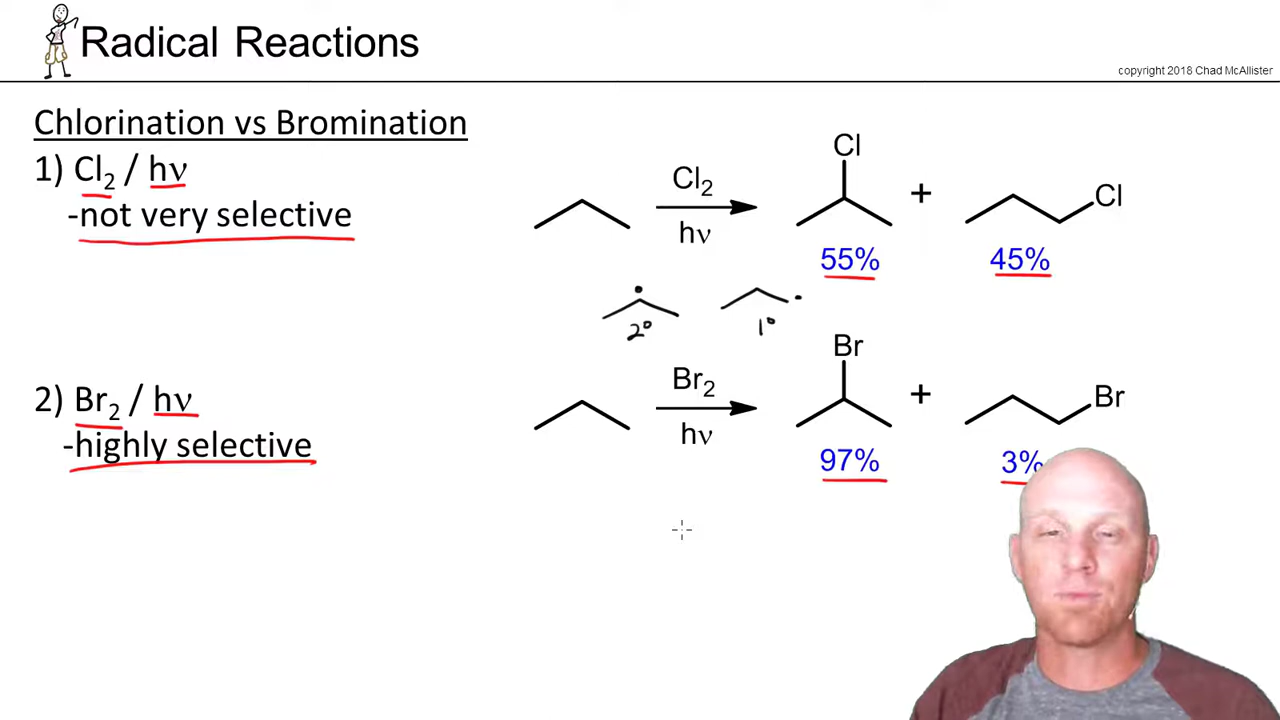 Radical Reactions
copyright 2018 Chad McAllister
Chlorination vs Bromination
1) Cl₂ / hν
-not very selective
Cl₂
hν
Cl
+
Cl
55%
45%
2°
1°
2) Br₂ / hν
-highly selective
Br₂
hν
Br
+
Br
97%
3%